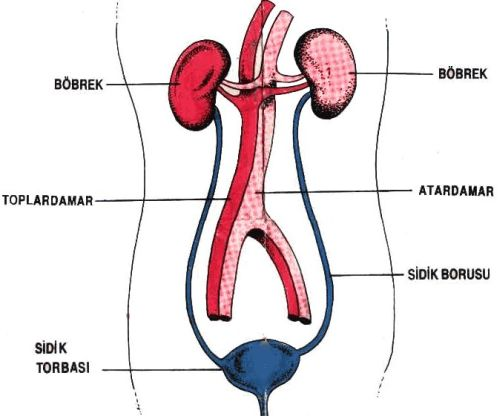 BÖBREK
BÖBREK
TOPLARDAMAR
ATARDAMAR
SİDİK BORUSU
SİDİK
TORBASI